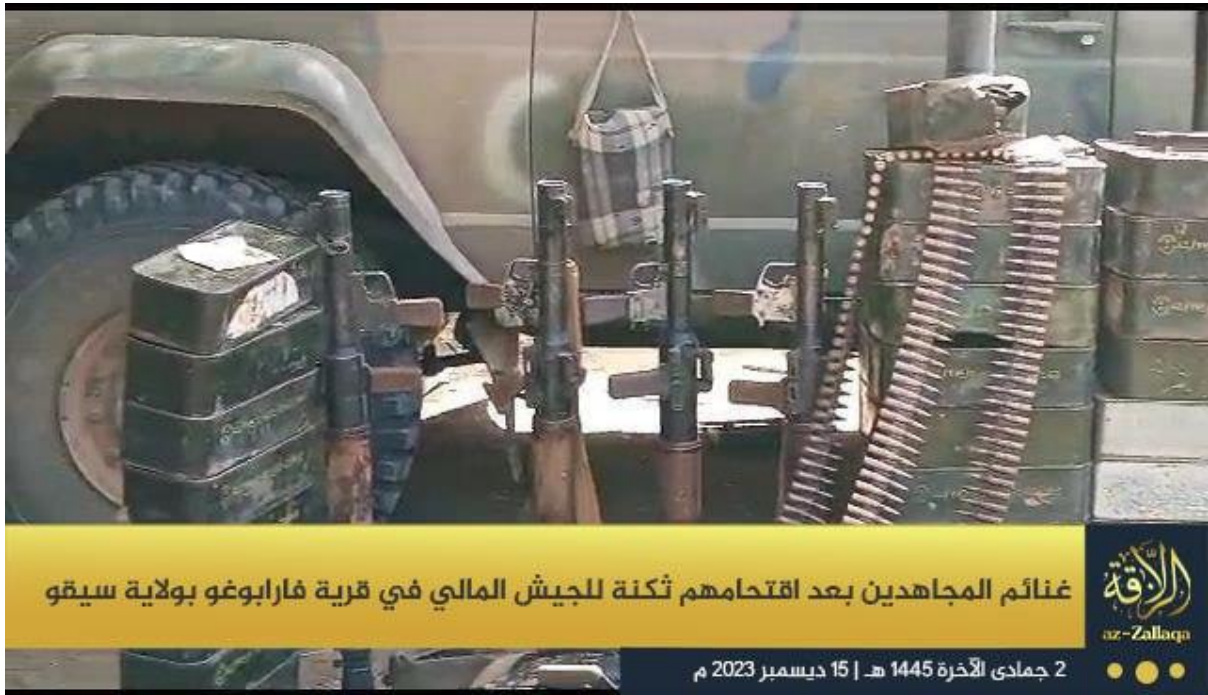 غنائم المجاهدين بعد اقتحامهم ثكنة للجيش المالي في قرية فارابوغو بولاية سيقو
الزلاقة
az-Zallaqa
2 جمادى الآخرة 1445 هـ | 15 ديسمبر 2023 م